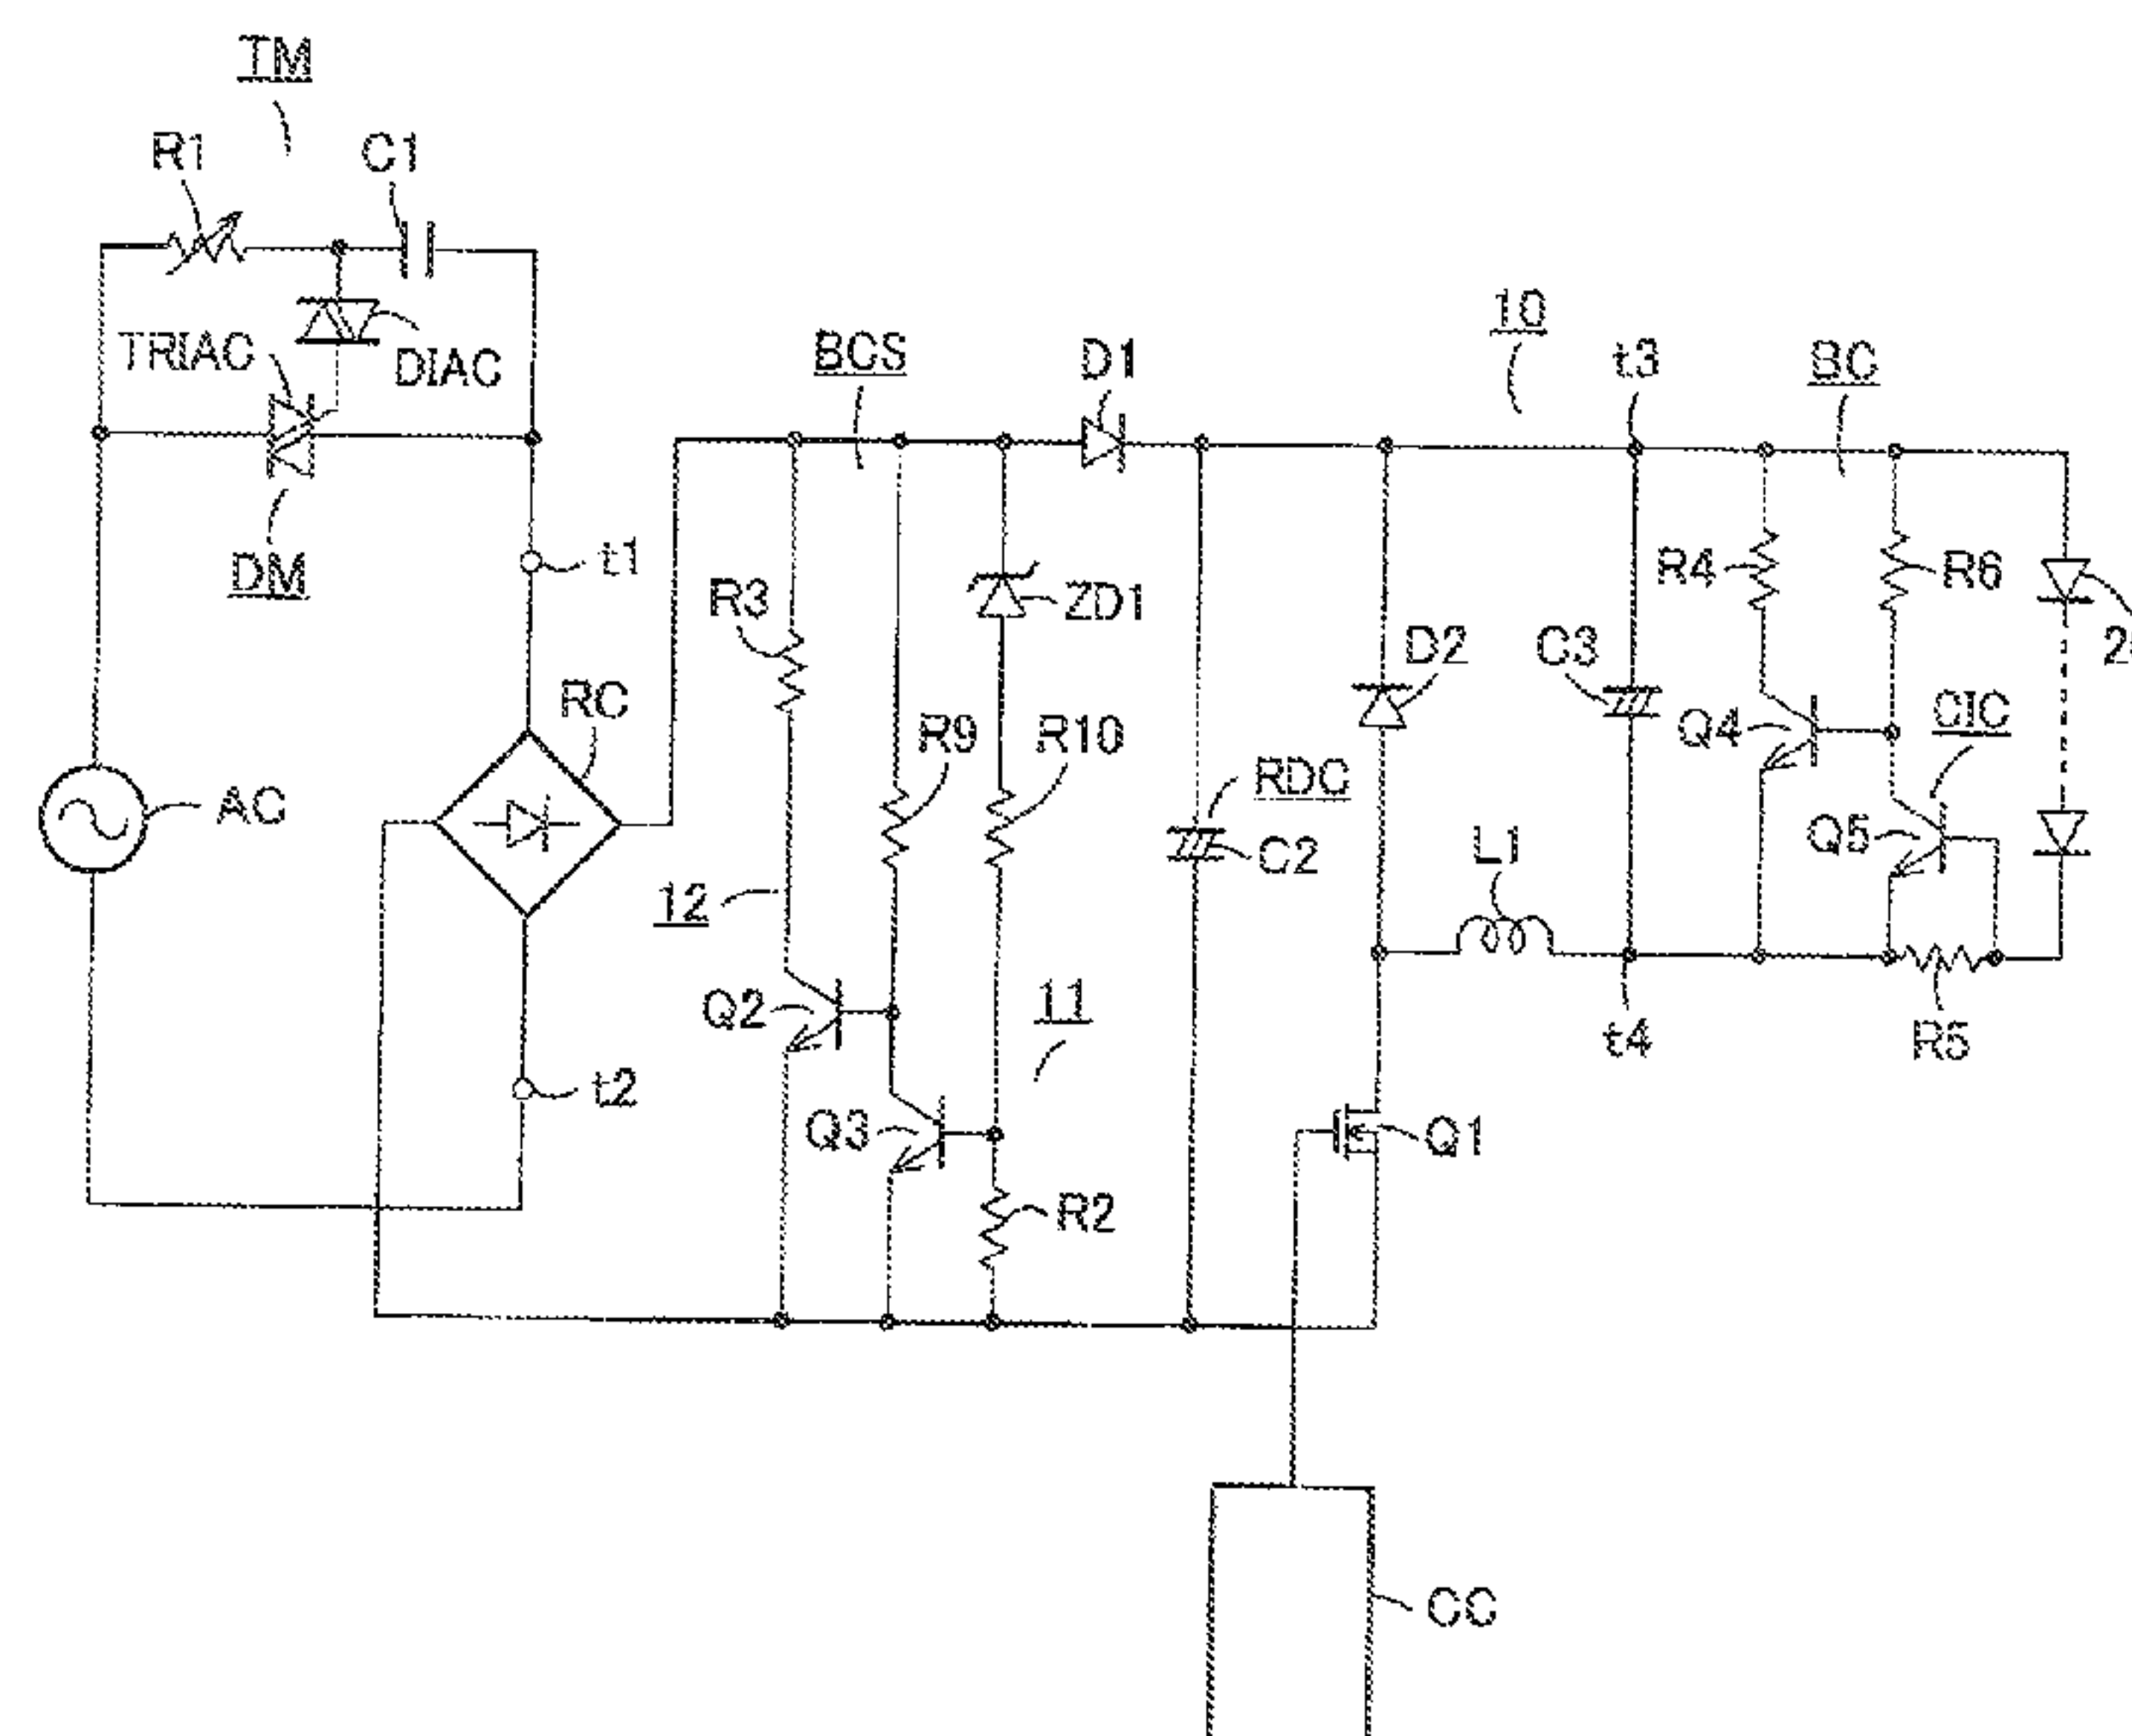 TM
R1
C1
TRIAC
DIAC
DM
t1
AC
RC
t2
BCS
D1
10
t3
BC
R3
ZD1
R4
R6
D2
C3
R9
R10
RDC
Q4
CIC
12
C2
L1
Q5
Q2
11
t4
R5
Q3
Q1
R2
CC